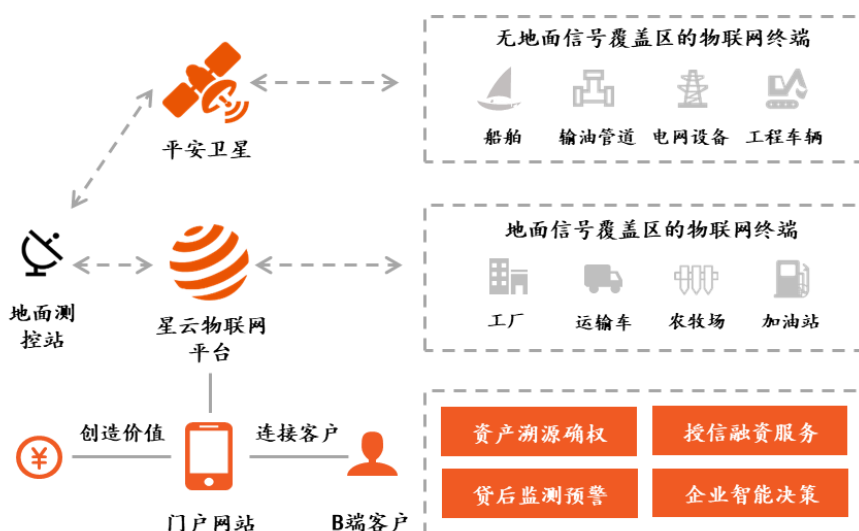 无地面信号覆盖区的物联网终端
船舶 输油管道 电网设备 工程车辆
平安卫星
地面信号覆盖区的物联网终端
工厂 运输车 农牧场 加油站
地面测
控站
星云物联网
平台
创造价值 连接客户
¥
门户网站 B端客户
资产溯源确权 授信融资服务
贷后监测预警 企业智能决策